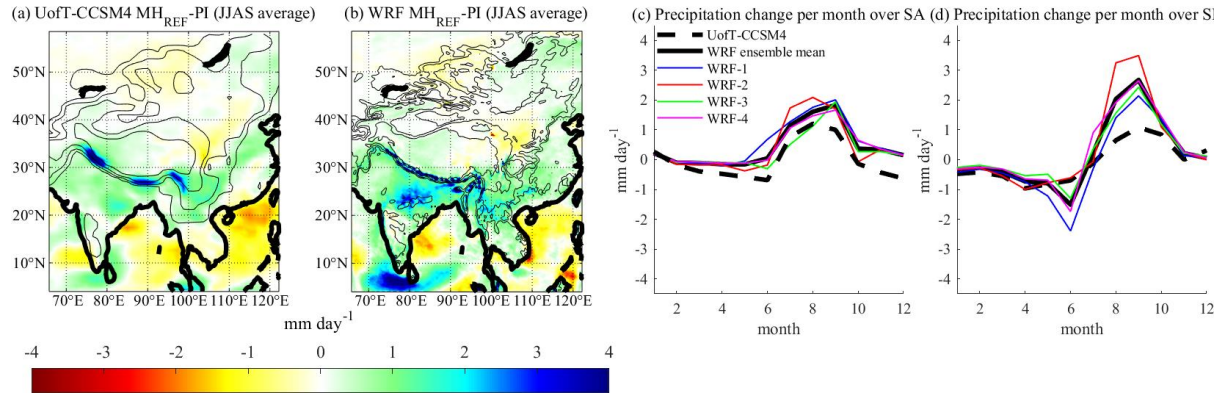 (a) UofT-CCSM4 MH_REF-PI (JJAS average)
50°N
40°N
30°N
20°N
10°N
70°E 80°E 90°E 100°E 120°E
(b) WRF MH_REF-PI (JJAS average)
50°N
40°N
30°N
20°N
10°N
70°E 80°E 90°E 100°E 120°E
mm day-1
-4 -3 -2 -1 0 1 2 3 4
(c) Precipitation change per month over SA
UofT-CCSM4
WRF ensemble mean
WRF-1
WRF-2
WRF-3
WRF-4
mm day-1
4
3
2
1
0
-1
-2
-3
-4
2 4 6 8 10 12
month
(d) Precipitation change per month over SI
mm day-1
4
3
2
1
0
-1
-2
-3
-4
2 4 6 8 10 12
month